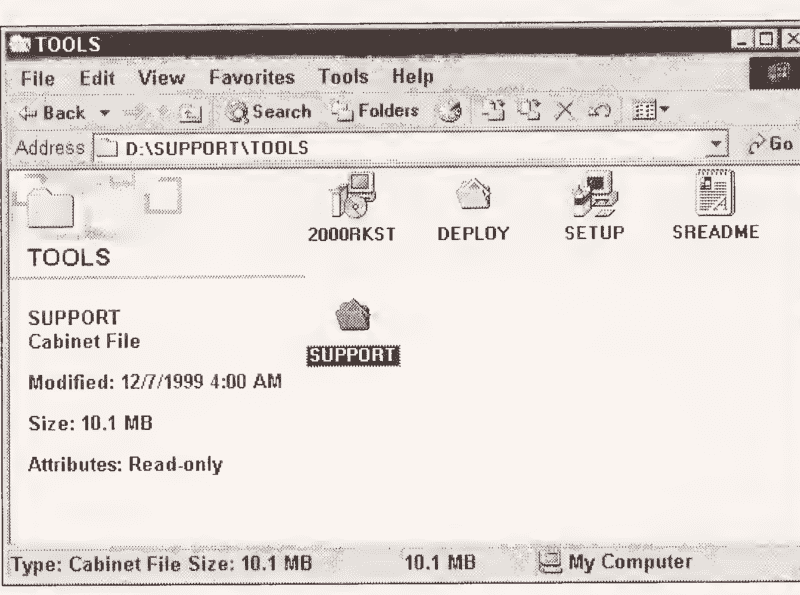 TOOLS
File Edit View Favorites Tools Help
Back Search Folders
Address D:\SUPPORT\TOOLS Go
2000RKST DEPLOY SETUP SREADME
TOOLS
SUPPORT
Cabinet File
Modified: 12/7/1999 4:00 AM
Size: 10.1 MB
Attributes: Read-only
SUPPORT
Type: Cabinet File Size: 10.1 MB 10.1 MB My Computer